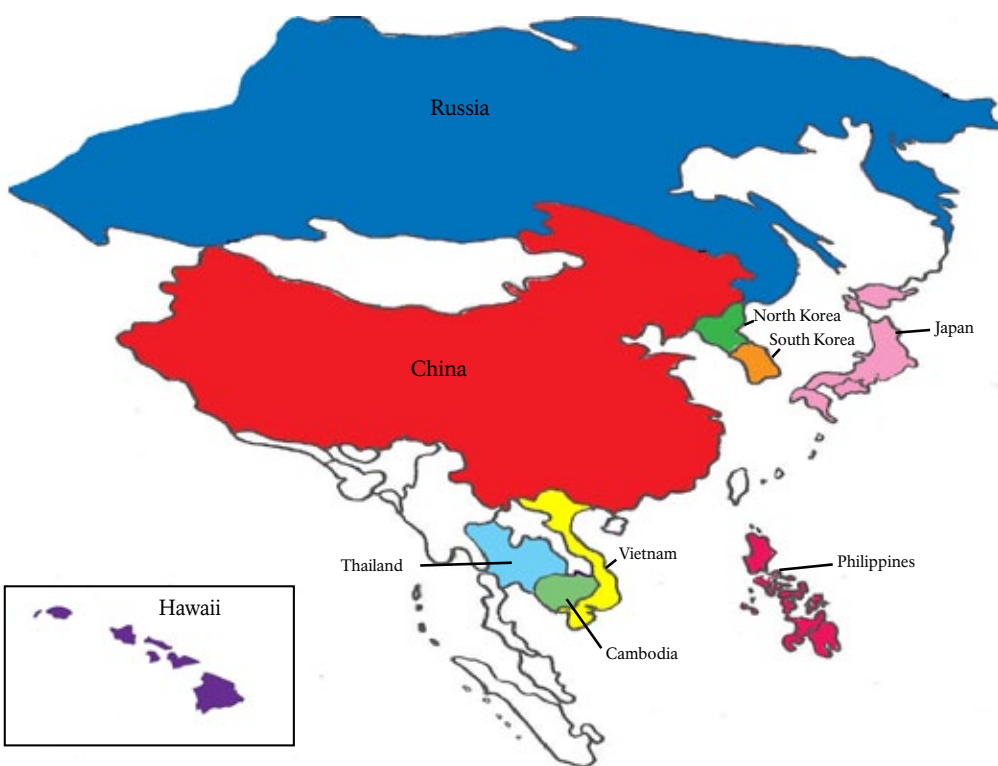 Russia
North Korea
South Korea
Japan
China
Vietnam
Thailand
Philippines
Hawaii
Cambodia